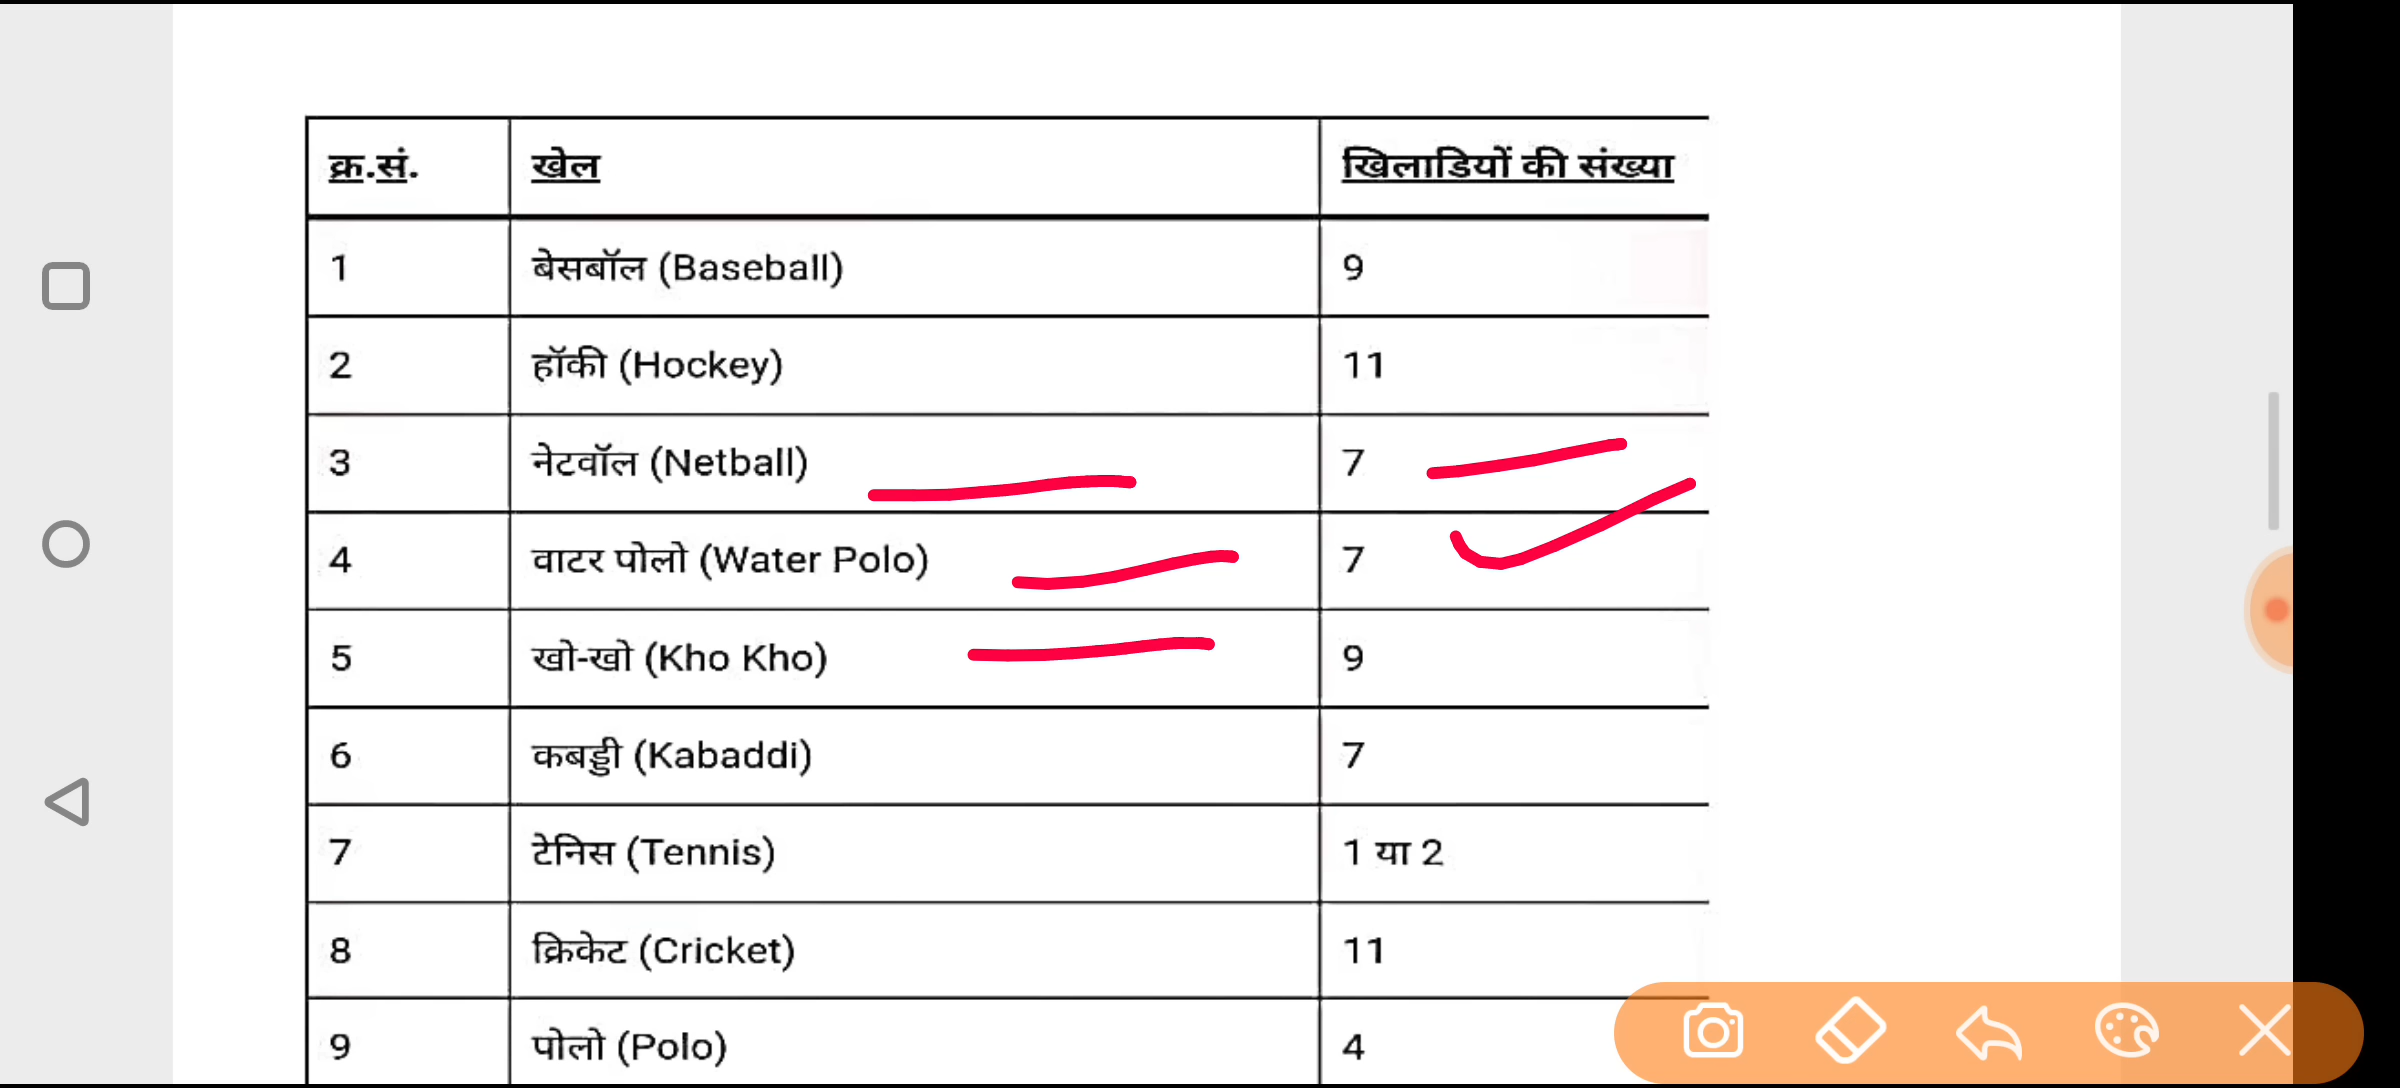 क्र.सं. खेल खिलाडियों की संख्या
1 बेसबॉल (Baseball) 9
2 हॉकी (Hockey) 11
3 नेटवॉल (Netball) 7
4 वाटर पोलो (Water Polo) 7
5 खो-खो (Kho Kho) 9
6 कबड्डी (Kabaddi) 7
7 टेनिस (Tennis) 1 या 2
8 क्रिकेट (Cricket) 11
9 पोलो (Polo) 4